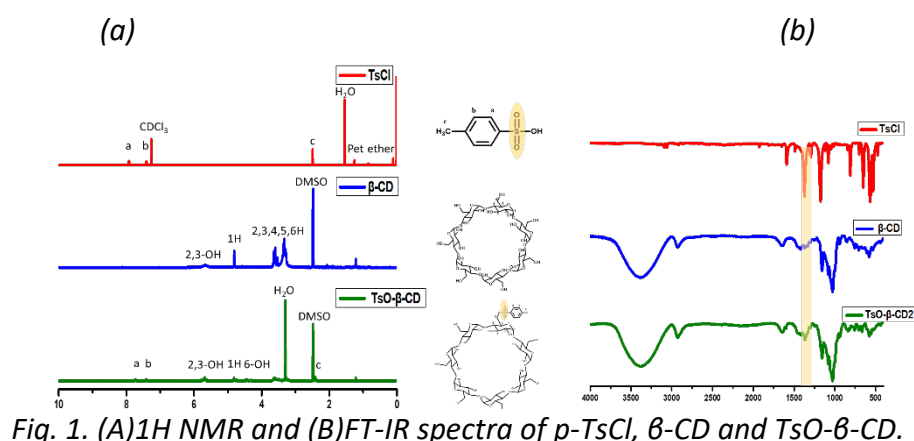 (a) (b)
TsCl
H₂O
CDCl₃
a b c Pet ether
β-CD
DMSO
2,3-OH 1H 2,3,4,5,6H
TsO-β-CD
H₂O
DMSO
a b 2,3-OH 1H 6-OH c
10 8 6 4 2 0
c b a
H₃C S OH
O
O
TsCl
β-CD
TsO-β-CD2
4000 3500 3000 2500 2000 1500 1000 500
Fig. 1. (A)1H NMR and (B)FT-IR spectra of p-TsCl, β-CD and TsO-β-CD.